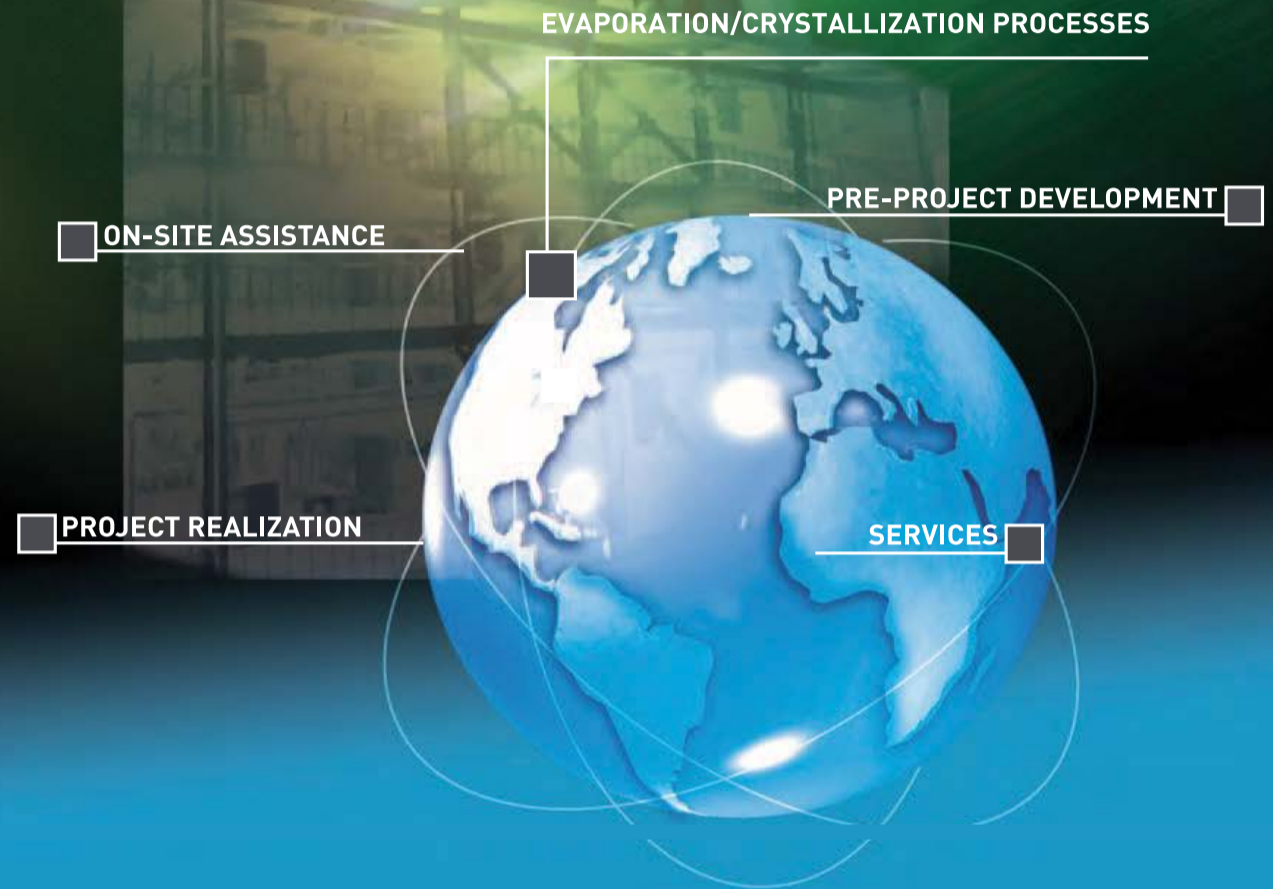 EVAPORATION/CRYSTALLIZATION PROCESSES
PRE-PROJECT DEVELOPMENT
ON-SITE ASSISTANCE
PROJECT REALIZATION
SERVICES